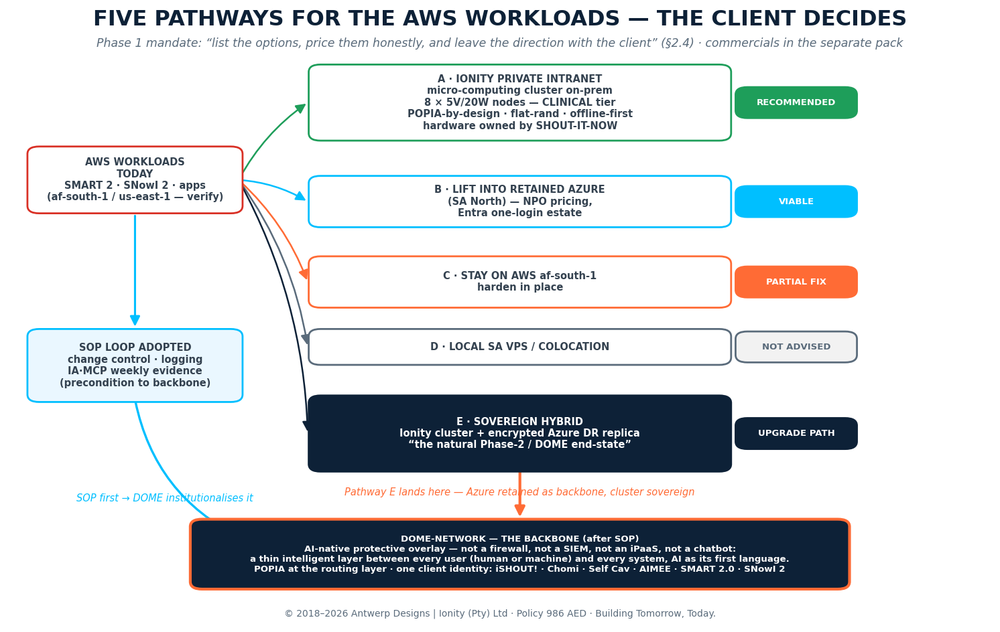 FIVE PATHWAYS FOR THE AWS WORKLOADS — THE CLIENT DECIDES
Phase 1 mandate: “list the options, price them honestly, and leave the direction with the client” (§2.4) · commercials in the separate pack
A · IONITY PRIVATE INTRANET
micro-computing cluster on-prem
8 × 5V/20W nodes — CLINICAL tier
POPIA-by-design · flat-rand · offline-first
hardware owned by SHOUT-IT-NOW
RECOMMENDED
AWS WORKLOADS
TODAY
SMART 2 · SNowI 2 · apps
(af-south-1 / us-east-1 — verify)
B · LIFT INTO RETAINED AZURE
(SA North) — NPO pricing,
Entra one-login estate
VIABLE
C · STAY ON AWS af-south-1
harden in place
PARTIAL FIX
D · LOCAL SA VPS / COLOCATION
NOT ADVISED
SOP LOOP ADOPTED
change control · logging
IA·MCP weekly evidence
(precondition to backbone)
E · SOVEREIGN HYBRID
Ionity cluster + encrypted Azure DR replica
“the natural Phase-2 / DOME end-state”
UPGRADE PATH
SOP first → DOME institutionalises it
Pathway E lands here — Azure retained as backbone, cluster sovereign
DOME-NETWORK — THE BACKBONE (after SOP)
AI-native protective overlay — not a firewall, not a SIEM, not an iPaaS, not a chatbot:
a thin intelligent layer between every user (human or machine) and every system, AI as its first language.
POPIA at the routing layer · one client identity: iSHOUT! · Chomi · Self Cav · AIMEE · SMART 2.0 · SNowI 2
© 2018–2026 Antwerp Designs | Ionity (Pty) Ltd · Policy 986 AED · Building Tomorrow, Today.